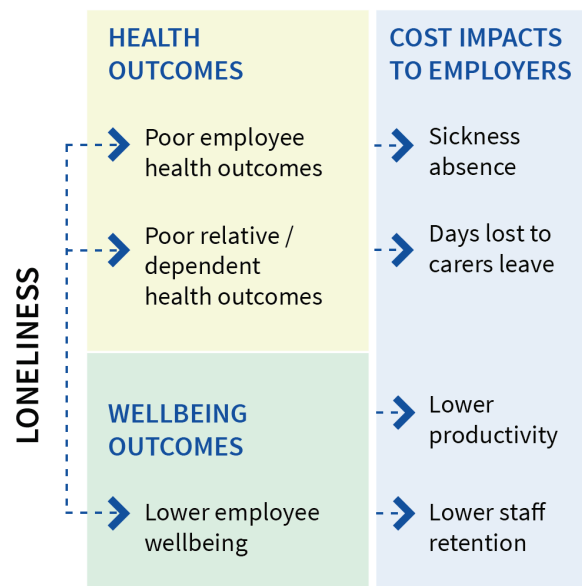 LONELINESS
HEALTH
OUTCOMES
Poor employee
health outcomes
Poor relative /
dependent
health outcomes
WELLBEING
OUTCOMES
Lower employee
wellbeing
COST IMPACTS
TO EMPLOYERS
Sickness
absence
Days lost to
carers leave
Lower
productivity
Lower staff
retention